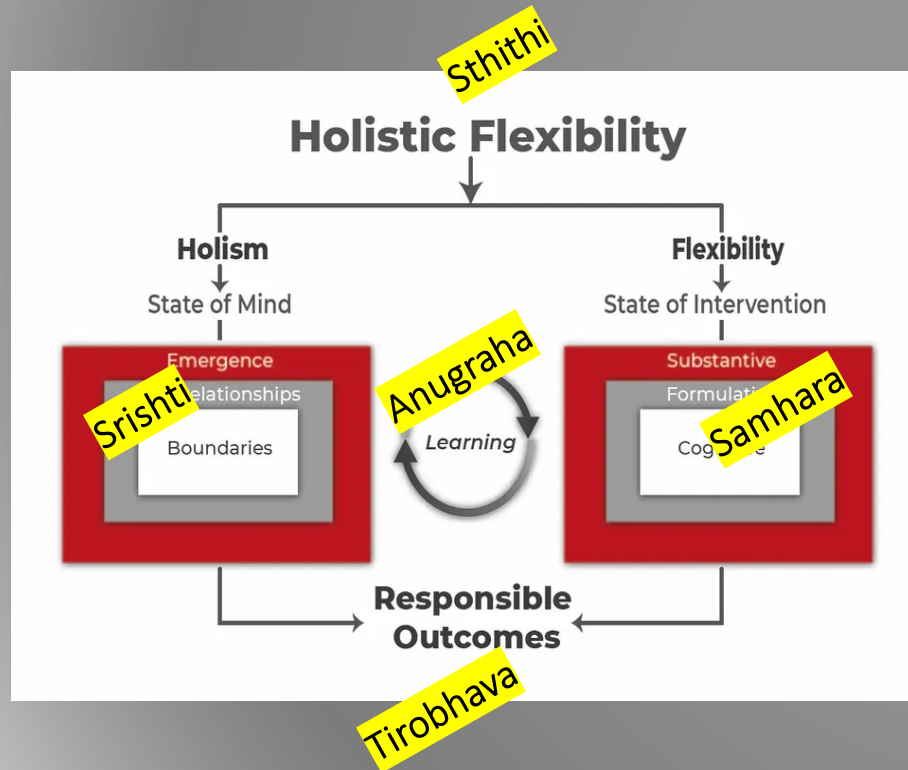 Sthithi
Holistic Flexibility
Holism
Flexibility
State of Mind
State of Intervention
Emergence
Substantive
Anugraha
elationships
Srishti
Boundaries
Samhara
Learning
Responsible
Outcomes
Tirobhava